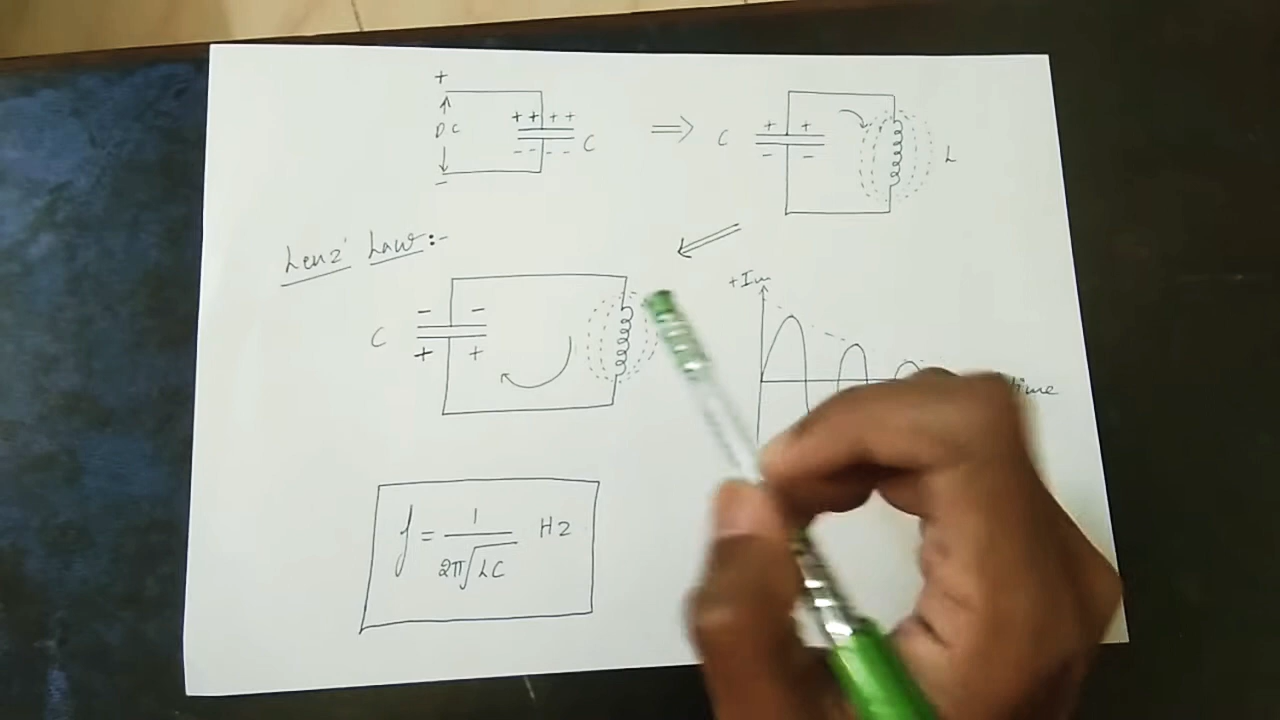 +
DC
-
+ + + +
- - - -
C
⇒
C
+ +
- -
L
Lenz' Law:-
- -
C
+ +
+Im
time
f = 1 / 2π√LC Hz